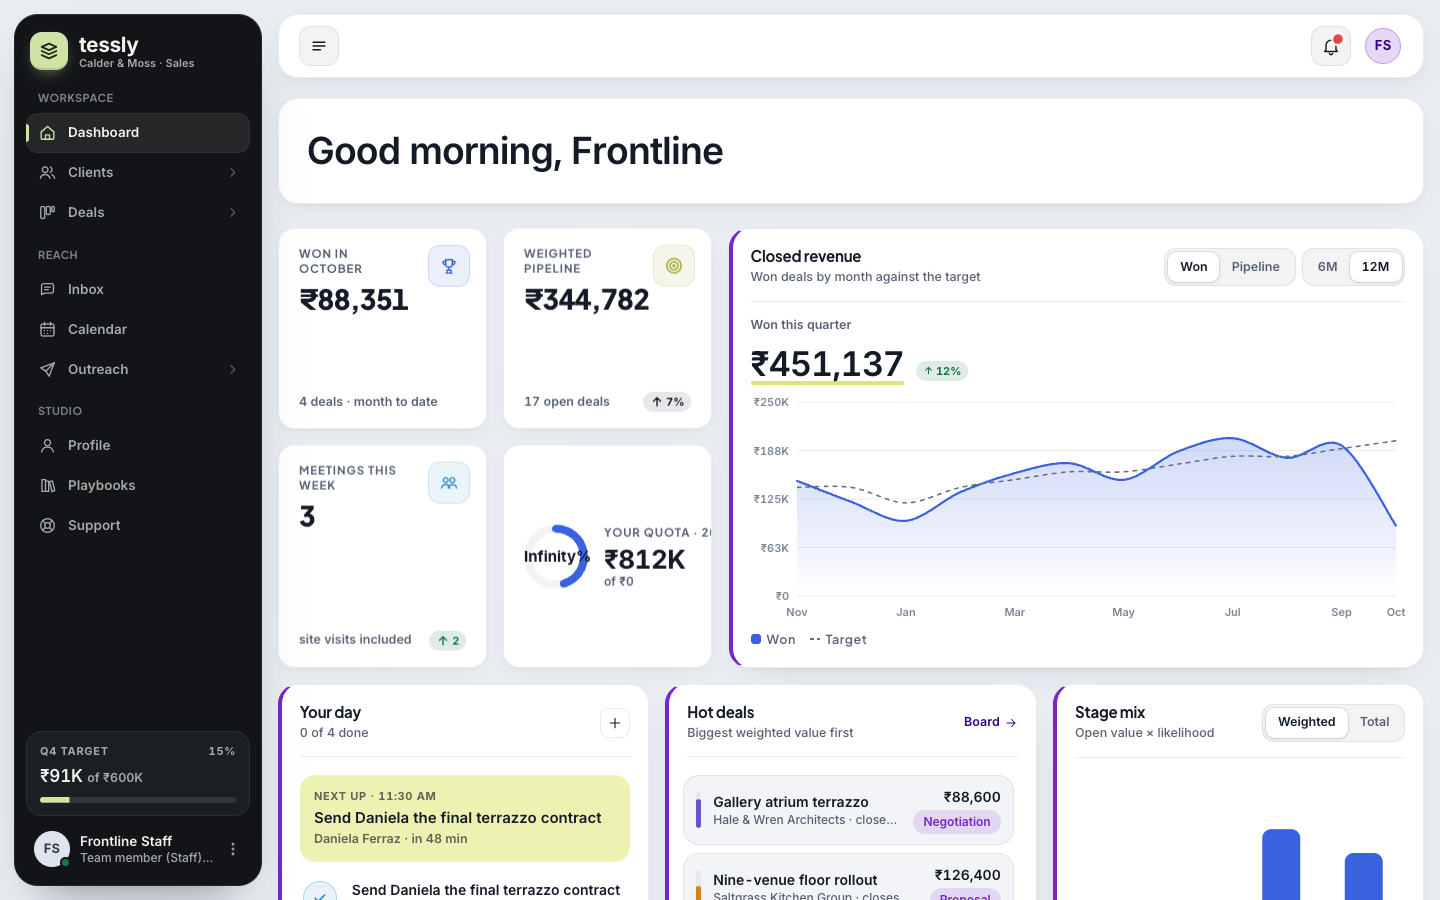 tessly
Calder & Moss · Sales
WORKSPACE
Dashboard
Clients
Deals
REACH
Inbox
Calendar
Outreach
STUDIO
Profile
Playbooks
Support
Q4 TARGET 15%
₹91K of ₹600K
FS
Frontline Staff
Team member (Staff)...
FS
Good morning, Frontline
WON IN
OCTOBER
₹88,351
4 deals · month to date
WEIGHTED
PIPELINE
₹344,782
17 open deals
↑ 7%
MEETINGS THIS
WEEK
3
site visits included
↑ 2
Infinity%
YOUR QUOTA · 2
₹812K
of ₹0
Closed revenue
Won deals by month against the target
Won Pipeline
6M 12M
Won this quarter
₹451,137
↑ 12%
₹250K
₹188K
₹125K
₹63K
₹0
Nov Jan Mar May Jul Sep Oct
Won -- Target
Your day
0 of 4 done
NEXT UP · 11:30 AM
Send Daniela the final terrazzo contract
Daniela Ferraz · in 48 min
Send Daniela the final terrazzo contract
Hot deals
Biggest weighted value first
Board →
Gallery atrium terrazzo
₹88,600
Hale & Wren Architects · close...
Negotiation
Nine-venue floor rollout
₹126,400
Saltgrass Kitchen Group · closes
Proposal
Stage mix
Open value × likelihood
Weighted Total